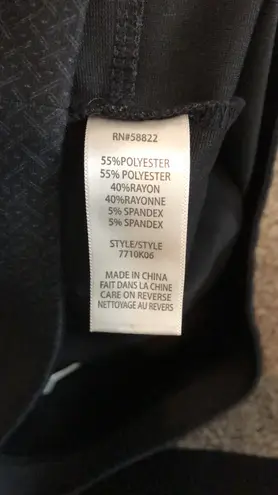 RN#58822
55%POLYESTER
55% POLYESTER
40%RAYON
40%RAYONNE
5% SPANDEX
5% SPANDEX
STYLE/STYLE
7710K06
MADE IN CHINA
FAIT DANS LA CHINE
CARE ON REVERSE
NETTOYAGE AU REVERS